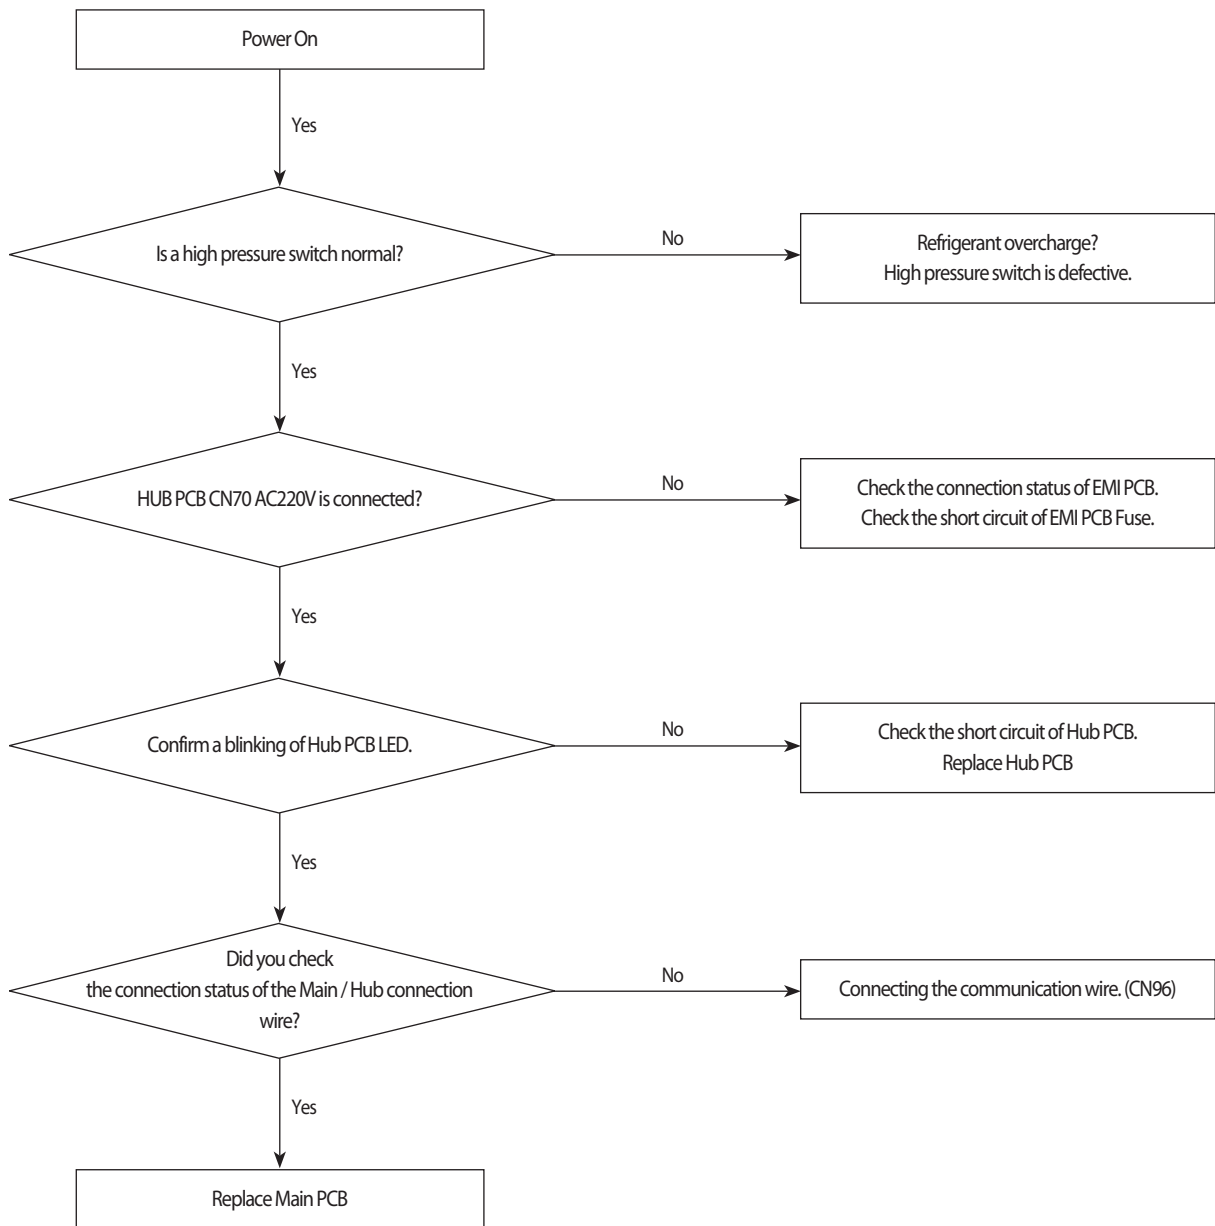 Power On
Yes
Is a high pressure switch normal?
No
Refrigerant overcharge?
High pressure switch is defective.
Yes
HUB PCB CN70 AC220V is connected?
No
Check the connection status of EMI PCB.
Check the short circuit of EMI PCB Fuse.
Yes
Confirm a blinking of Hub PCB LED.
No
Check the short circuit of Hub PCB.
Replace Hub PCB
Yes
Did you check
the connection status of the Main / Hub connection
wire?
No
Connecting the communication wire. (CN96)
Yes
Replace Main PCB